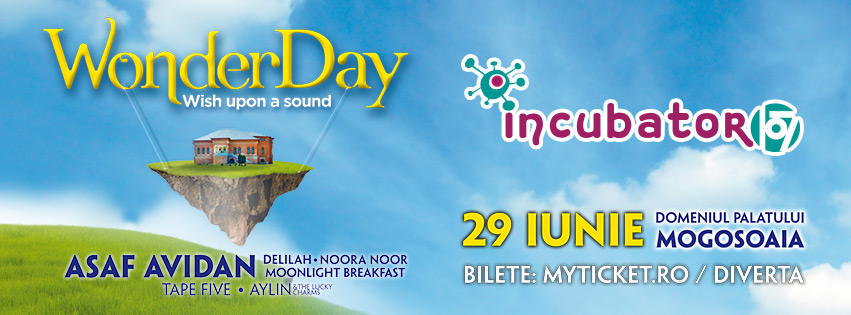 WonderDay
Wish upon a sound
incubator 107
ASAF AVIDAN DELILAH • NOORA NOOR
MOONLIGHT BREAKFAST
TAPE FIVE • AYLIN & THE LUCKY CHARMS
29 IUNIE DOMENIUL PALATULUI
MOGOSOAIA
BILETE: MYTICKET.RO / DIVERTA